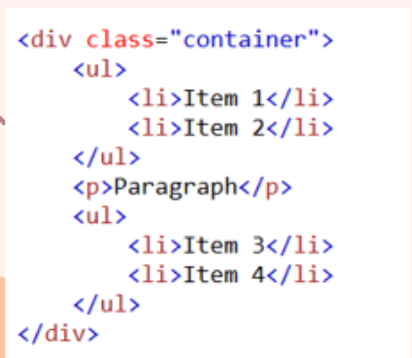 <div class="container">
    <ul>
        <li>Item 1</li>
        <li>Item 2</li>
    </ul>
    <p>Paragraph</p>
    <ul>
        <li>Item 3</li>
        <li>Item 4</li>
    </ul>
</div>